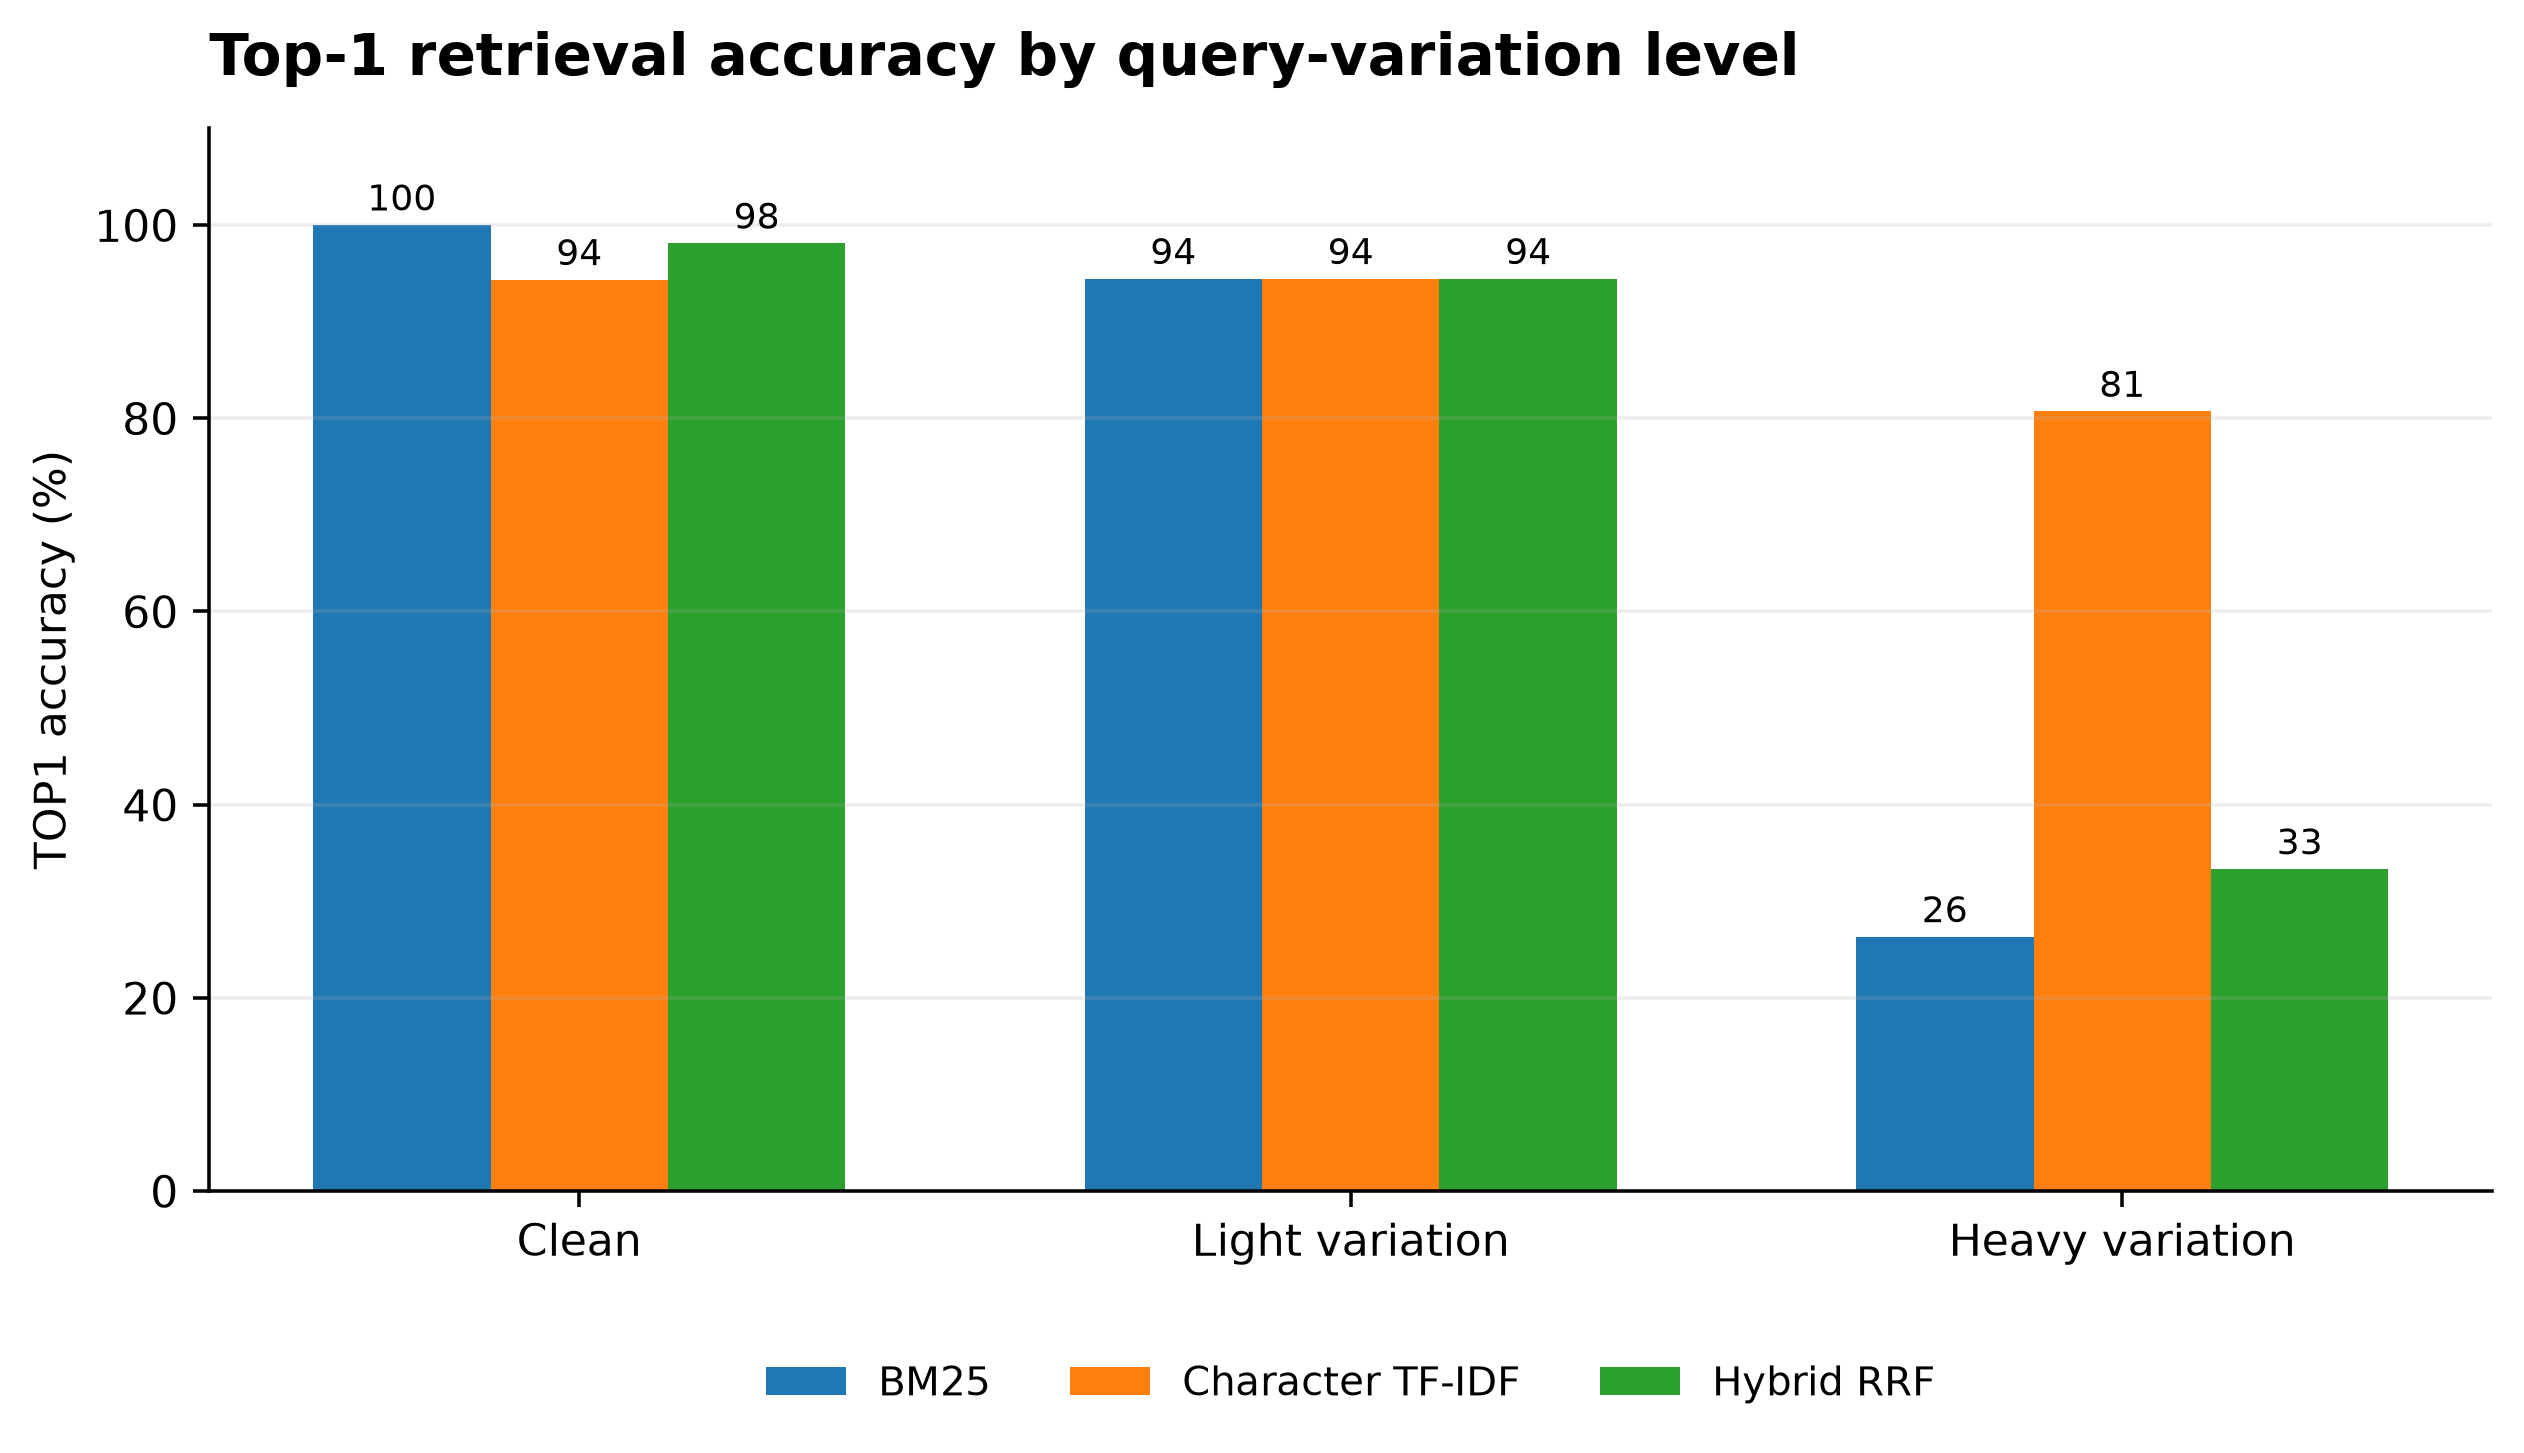 Top-1 retrieval accuracy by query-variation level
TOP1 accuracy (%)
100
80
60
40
20
0
100
94
98
94
94
94
26
81
33
Clean
Light variation
Heavy variation
BM25
Character TF-IDF
Hybrid RRF